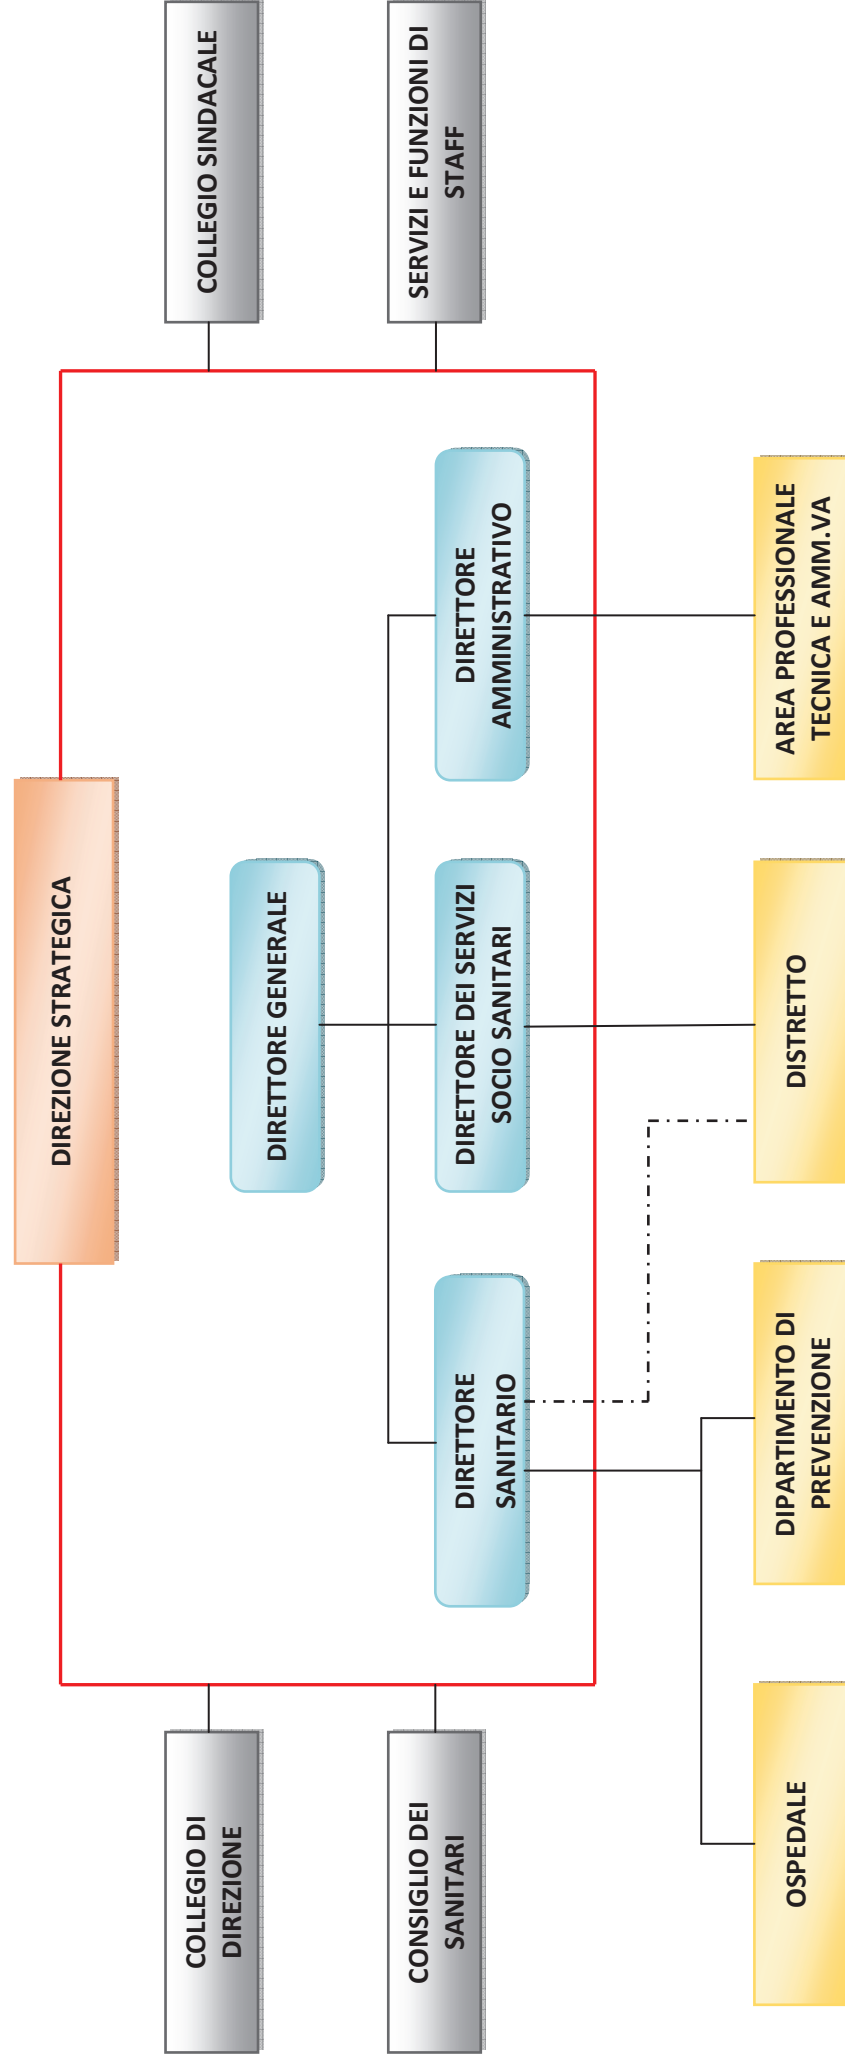 DIREZIONE STRATEGICA
COLLEGIO DI
DIREZIONE
DIRETTORE GENERALE
COLLEGIO SINDACALE
CONSIGLIO DEI
SANITARI
DIRETTORE
SANITARIO
DIRETTORE DEI SERVIZI
SOCIO SANITARI
DIRETTORE
AMMINISTRATIVO
SERVIZI E FUNZIONI DI
STAFF
OSPEDALE
DIPARTIMENTO DI
PREVENZIONE
DISTRETTO
AREA PROFESSIONALE
TECNICA E AMM.VA